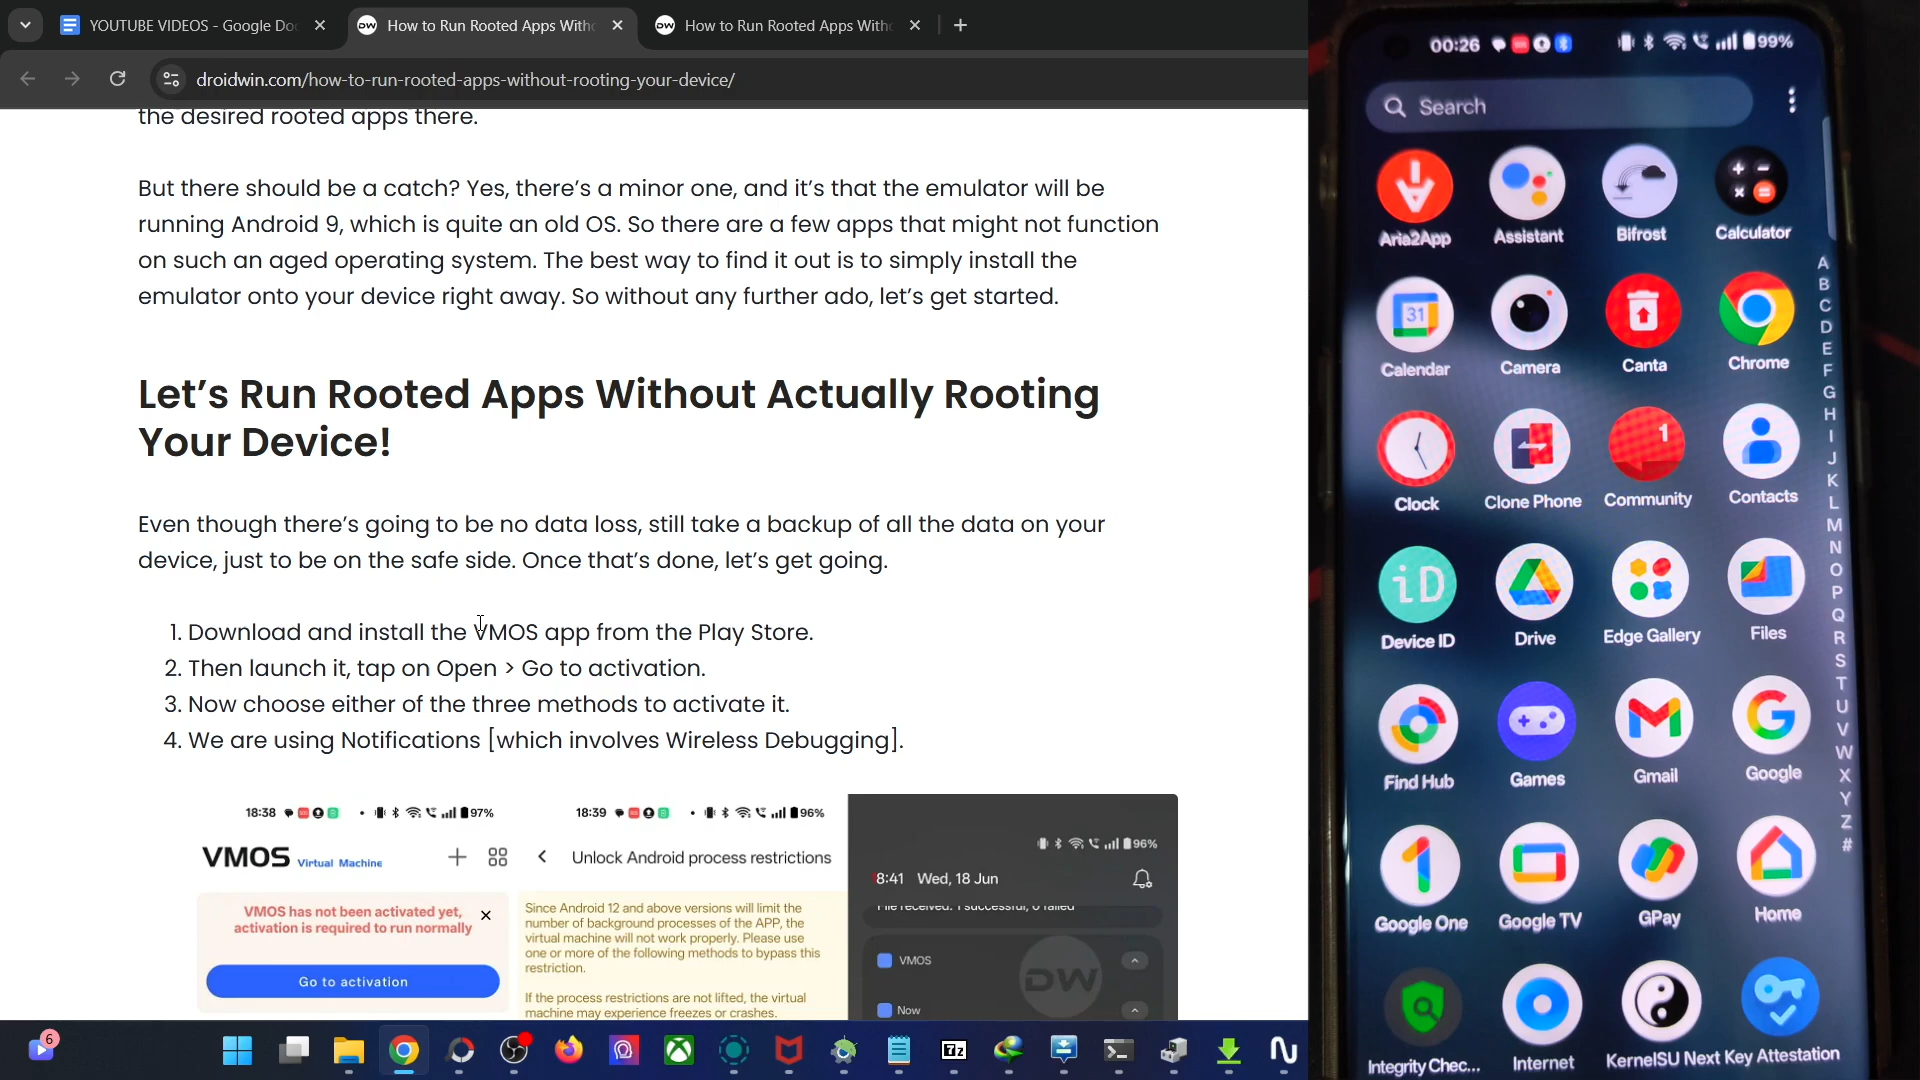 YOUTUBE VIDEOS - Google Do
How to Run Rooted Apps With
How to Run Rooted Apps With
droidwin.com/how-to-run-rooted-apps-without-rooting-your-device/
the desired rooted apps there.
But there should be a catch? Yes, there's a minor one, and it's that the emulator will be
running Android 9, which is quite an old OS. So there are a few apps that might not function
on such an aged operating system. The best way to find it out is to simply install the
emulator onto your device right away. So without any further ado, let's get started.
Let's Run Rooted Apps Without Actually Rooting
Your Device!
Even though there's going to be no data loss, still take a backup of all the data on your
device, just to be on the safe side. Once that's done, let's get going.
1. Download and install the VMOS app from the Play Store.
2. Then launch it, tap on Open > Go to activation.
3. Now choose either of the three methods to activate it.
4. We are using Notifications [which involves Wireless Debugging].
18:38 97%
VMOS Virtual Machine
VMOS has not been activated yet,
activation is required to run normally
Go to activation
18:39 96%
Unlock Android process restrictions
Since Android 12 and above versions will limit the
number of background processes of the APP, the
virtual machine will not work properly. Please use
one or more of the following methods to bypass this
restriction.
If the process restrictions are not lifted, the virtual
machine may experience freezes or crashes.
96%
8:41 Wed, 18 Jun
File received: 1 successful, 0 failed
VMOS
DW
Now
6
00:26 99%
Search
Aria2App Assistant Bifrost Calculator
31
Calendar Camera Canta Chrome
1
Clock Clone Phone Community Contacts
iD
Device ID Drive Edge Gallery Files
Find Hub Games Gmail Google
Google One Google TV GPay Home
Integrity Chec... Internet KernelSU Next Key Attestation
A
B
C
D
E
F
G
H
I
J
K
L
M
N
O
P
Q
R
S
T
U
V
W
X
Y
Z
#